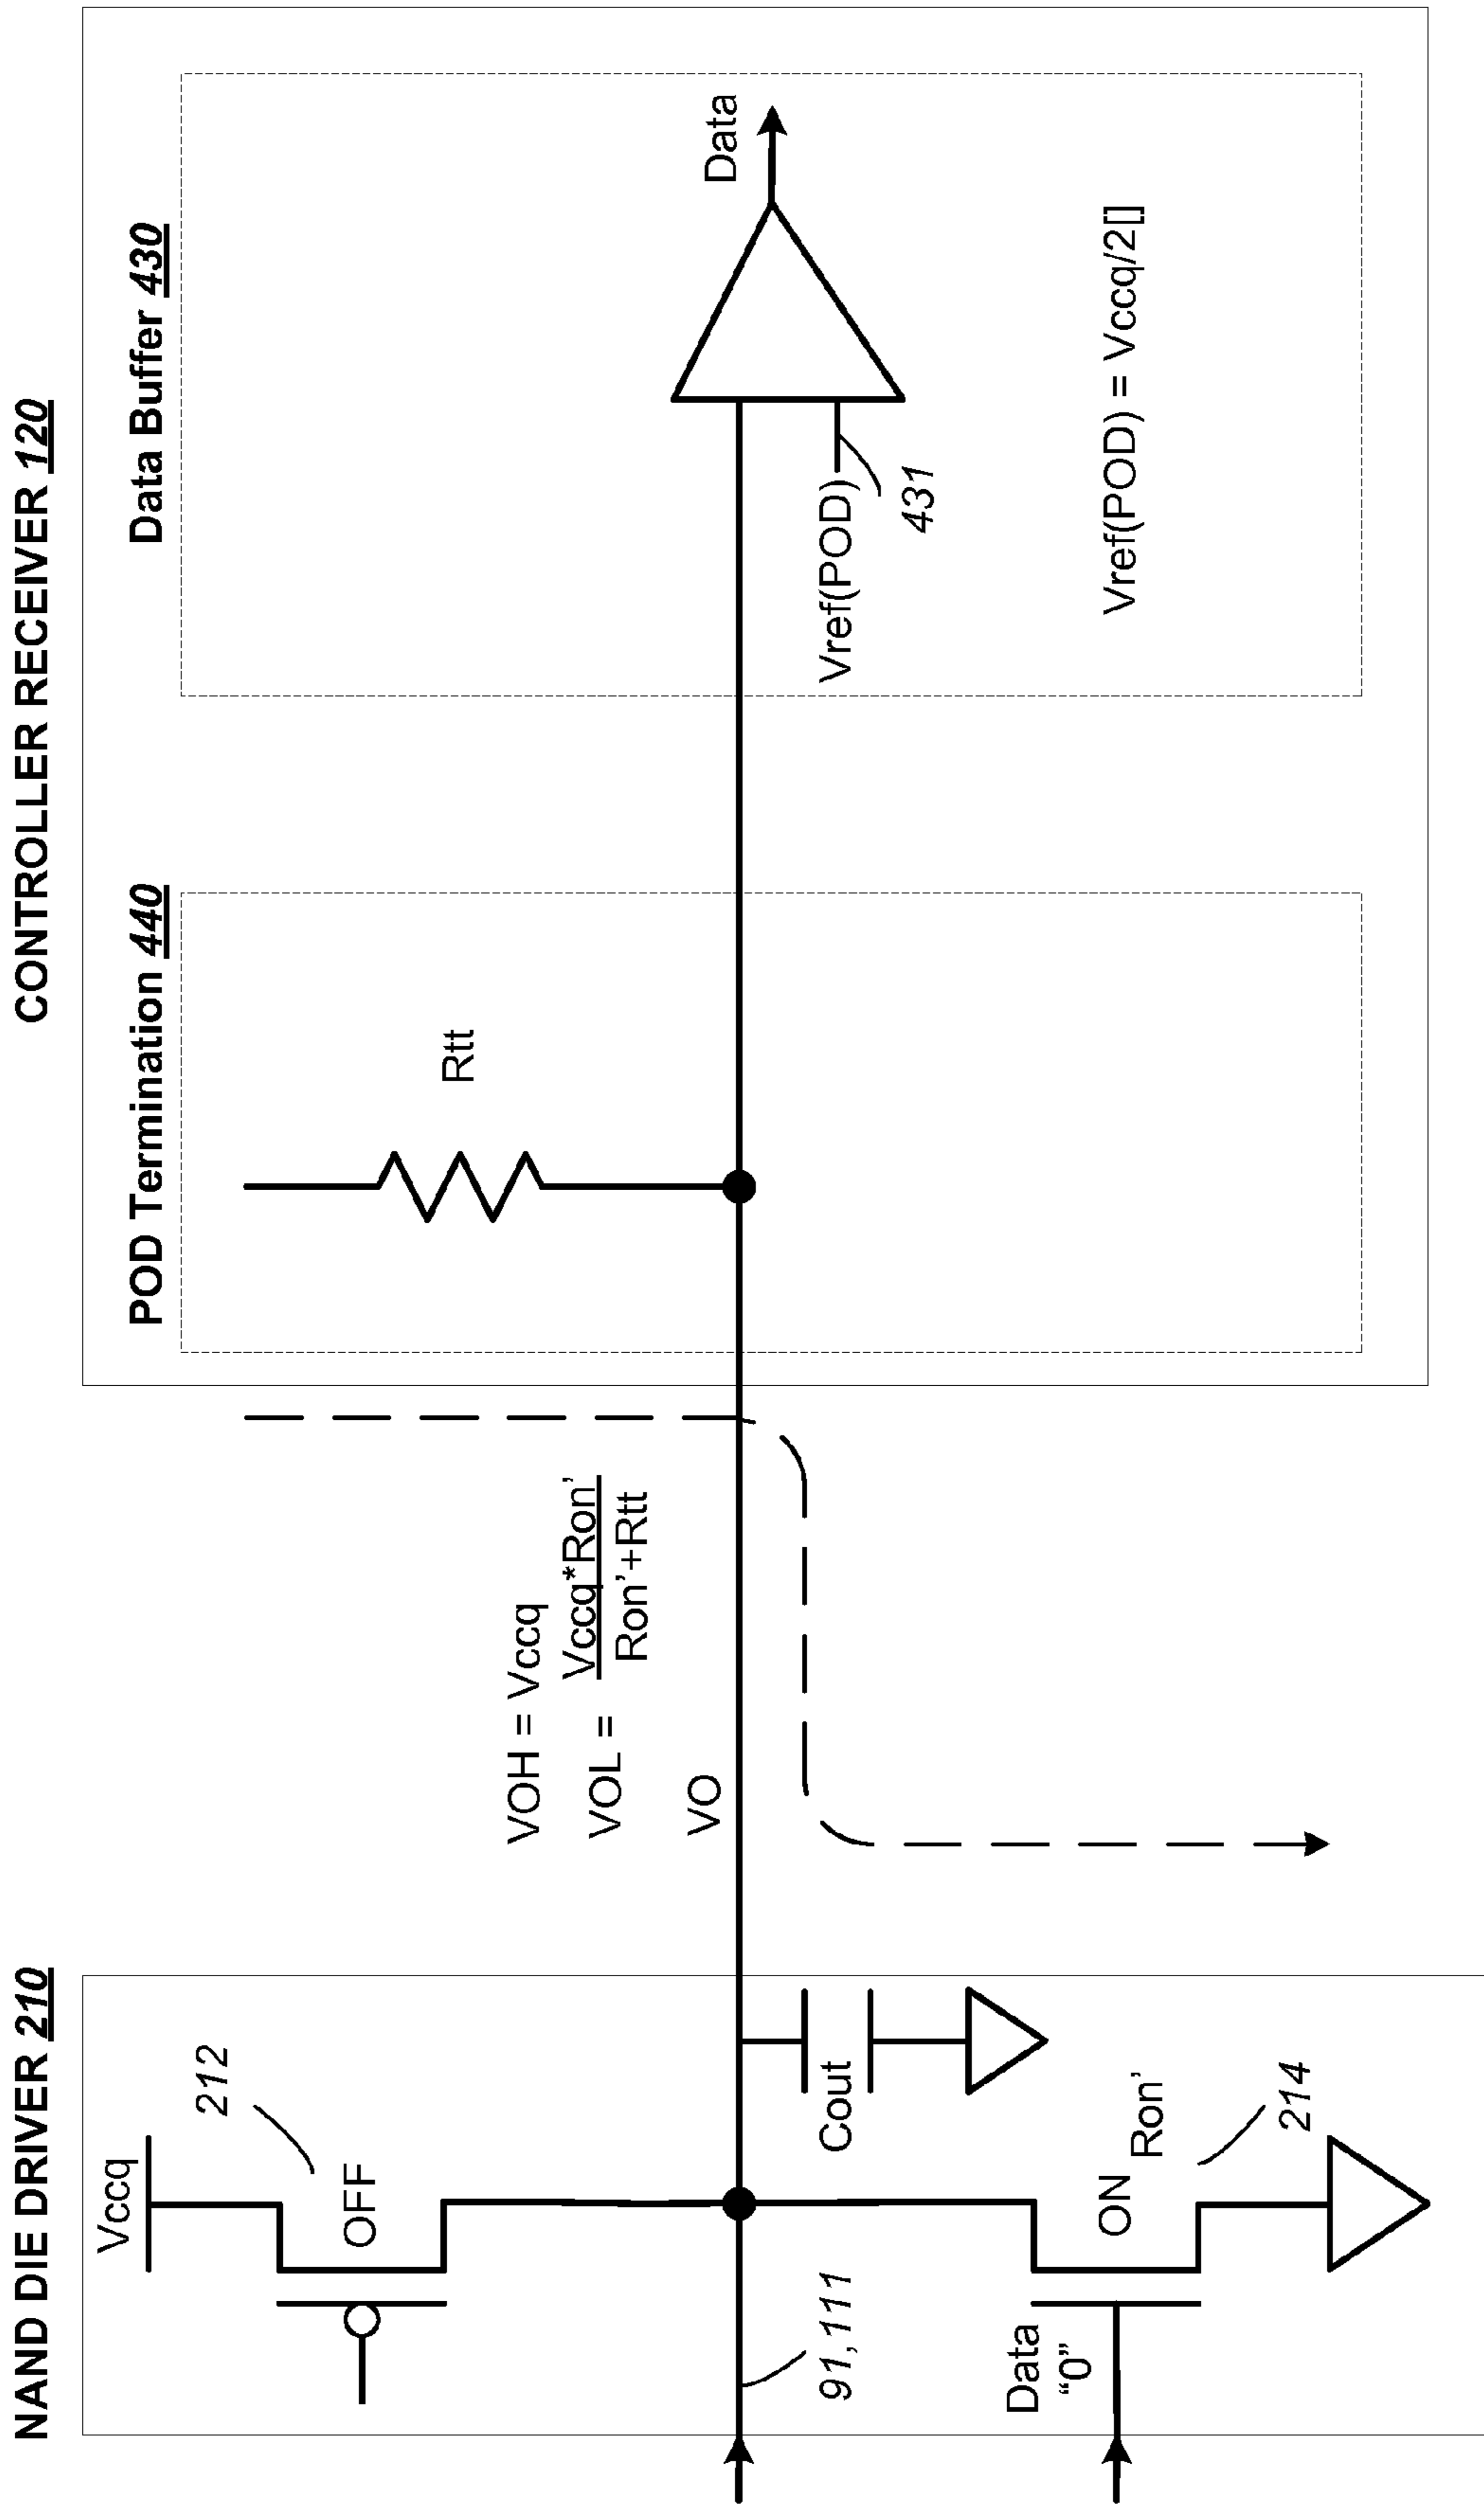 NAND DIE DRIVER 210
CONTROLLER RECEIVER 120
Vccq
212
OFF
POD Termination 440
Data Buffer 430
VOH = Vccq
VOL = Vccq*Ron’
Ron’+Rtt
VO
Rtt
Data
91,111
Cout
Vref(POD)
431
Data
“0”
ON
Ron’
214
Vref(POD) = Vccq/2[]